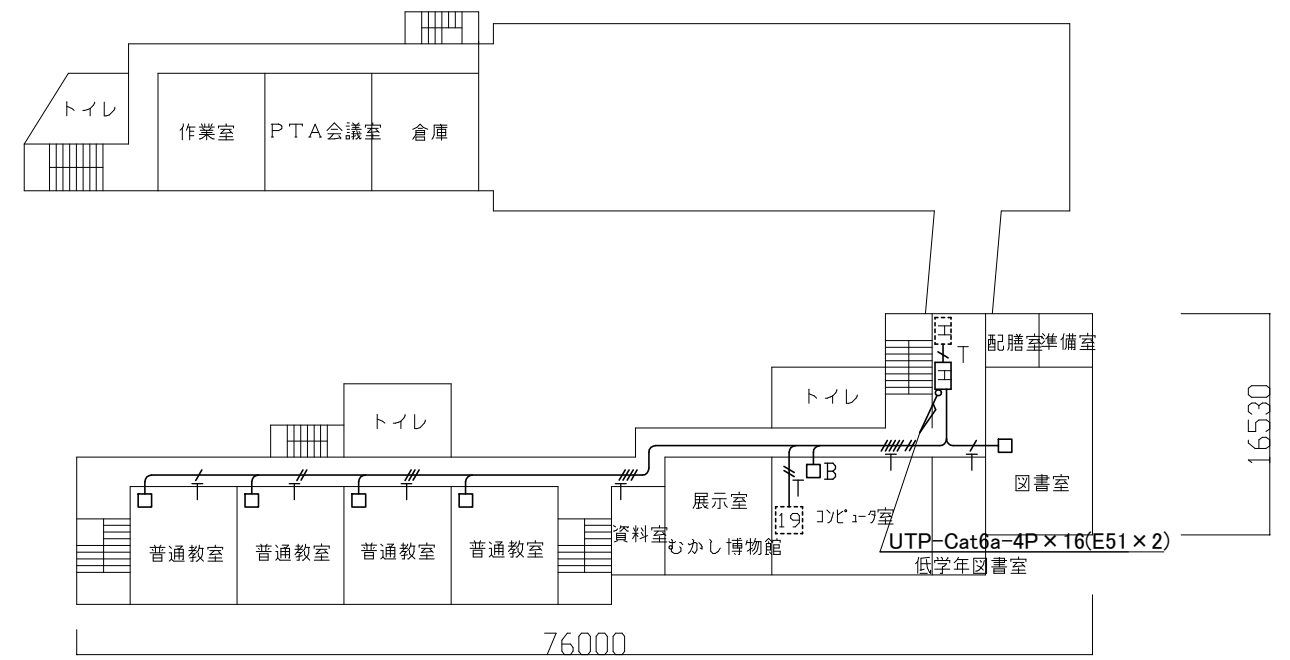 トイレ
作業室
ＰＴＡ会議室
倉庫
H
T
H
配膳室
準備室
トイレ
トイレ
16530
T
T
T
T
T
B
T
T
図書室
展示室
むかし博物館
19
コンピュータ室
資料室
普通教室
普通教室
普通教室
普通教室
UTP-Cat6a-4P×16(E51×2)
低学年図書室
76000